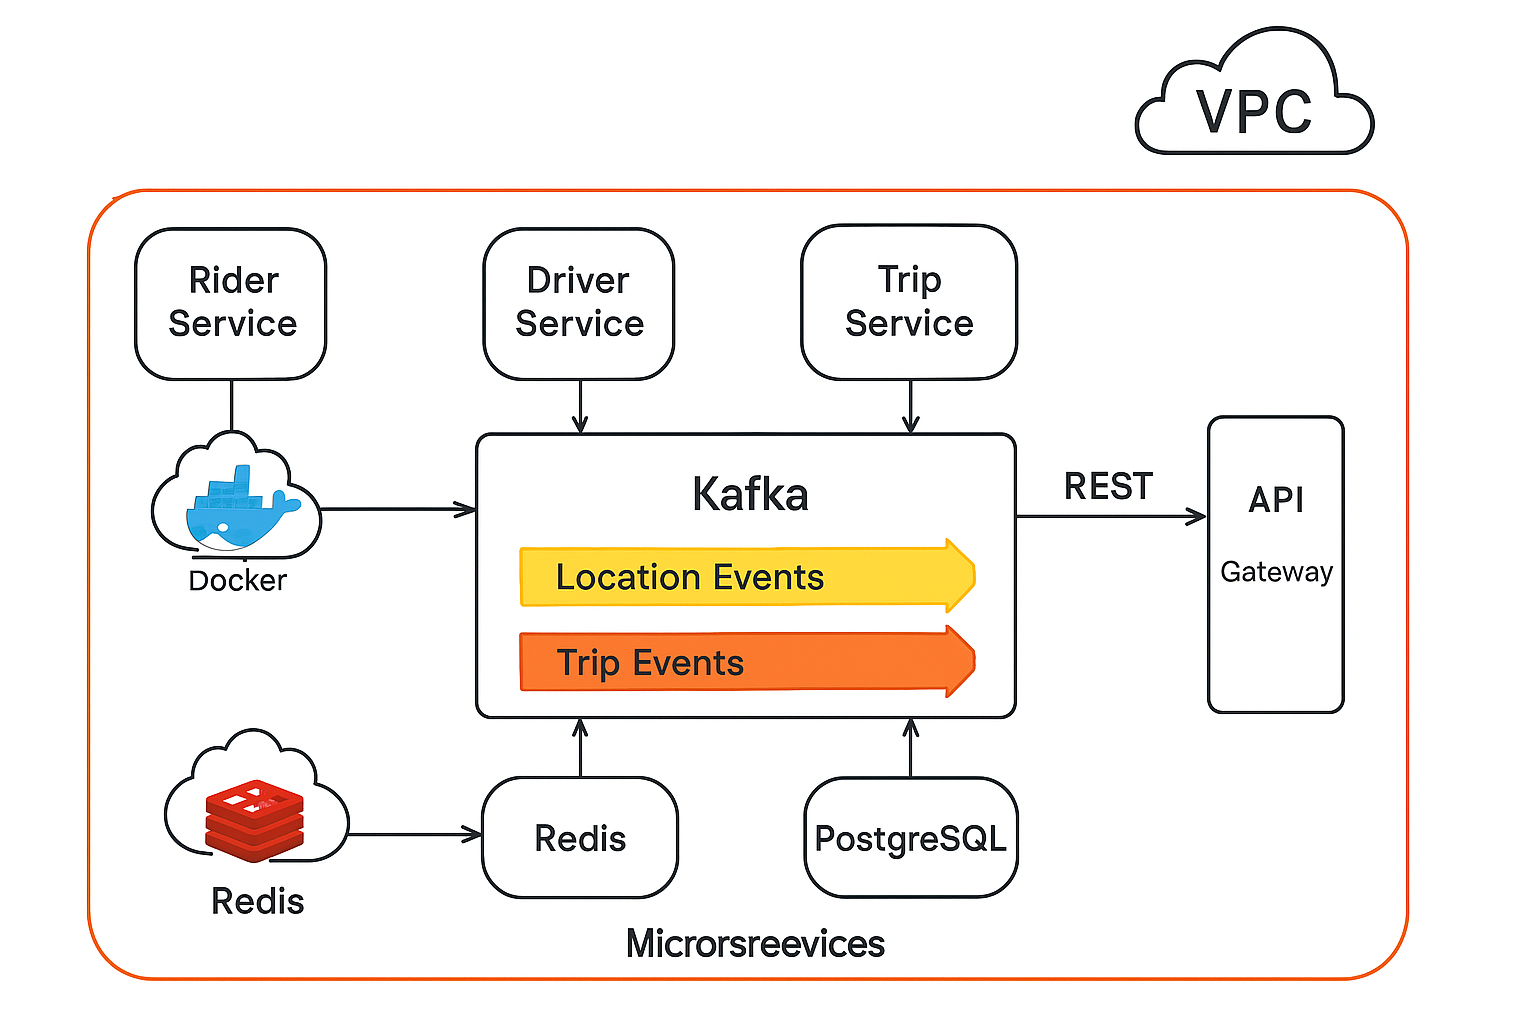 VPC
Rider
Service
Driver
Service
Trip
Service
Docker
Kafka
Location Events
Trip Events
REST
API
Gateway
Redis
Redis
PostgreSQL
Microrsreevices